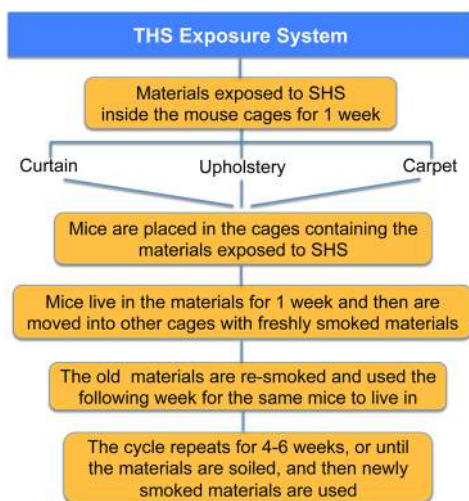 THS Exposure System
Materials exposed to SHS
inside the mouse cages for 1 week
Curtain Upholstery Carpet
Mice are placed in the cages containing the
materials exposed to SHS
Mice live in the materials for 1 week and then are
moved into other cages with freshly smoked materials
The old materials are re-smoked and used the
following week for the same mice to live in
The cycle repeats for 4-6 weeks, or until
the materials are soiled, and then newly
smoked materials are used